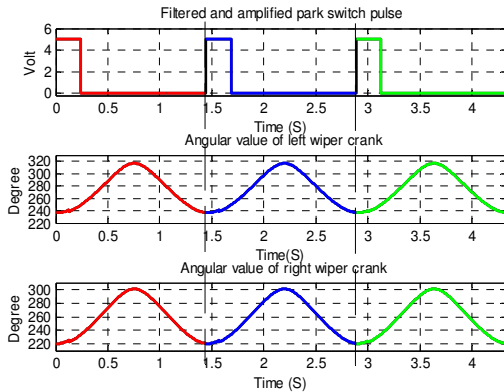 Filtered and amplified park switch pulse
6
4
2
0
Volt
0 0.5 1 1.5 2 2.5 3 3.5 4
Time (S)
Angular value of left wiper crank
320
300
280
260
240
220
Degree
0 0.5 1 1.5 2 2.5 3 3.5 4
Time(S)
Angular value of right wiper crank
300
280
260
240
220
Degree
0 0.5 1 1.5 2 2.5 3 3.5 4
Time (S)